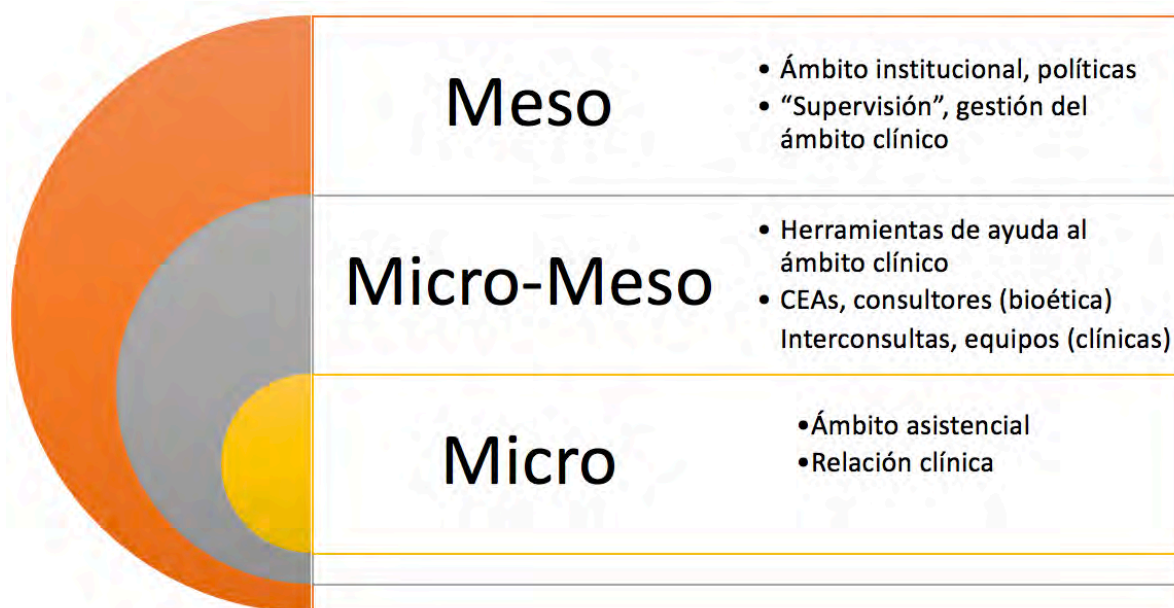 Meso
• Ámbito institucional, políticas
• “Supervisión”, gestión del
ámbito clínico
Micro-Meso
• Herramientas de ayuda al
ámbito clínico
• CEAs, consultores (bioética)
Interconsultas, equipos (clínicas)
Micro
•Ámbito asistencial
•Relación clínica